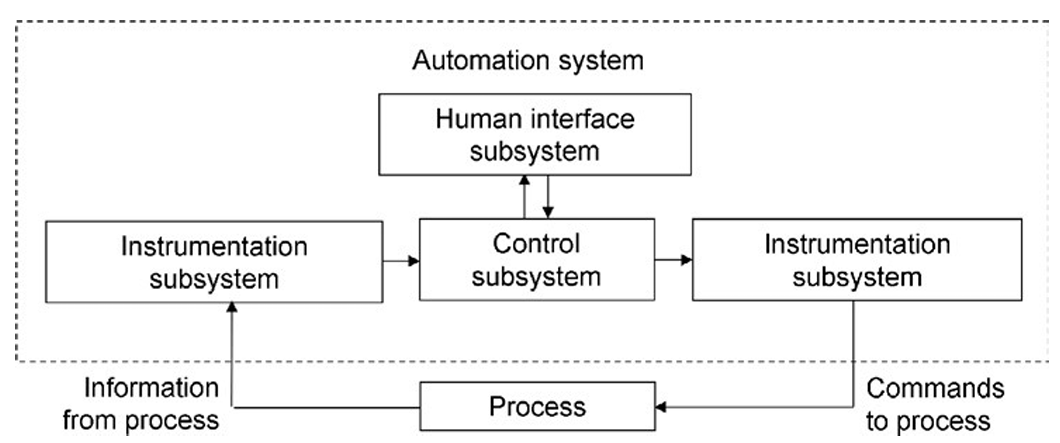 Automation system
Human interface
subsystem
Instrumentation
subsystem
Control
subsystem
Instrumentation
subsystem
Information
from process
Process
Commands
to process